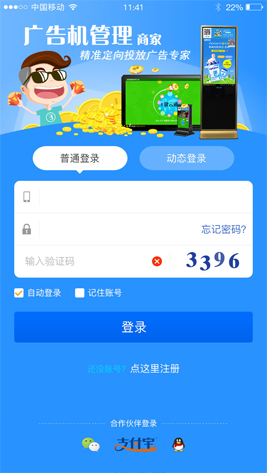 中国移动 11:41 22%
广告机管理 商家
精准定向投放广告专家
普通登录 动态登录
忘记密码?
输入验证码 3396
自动登录 记住账号
登录
还没账号? 点这里注册
合作伙伴登录
支付宝